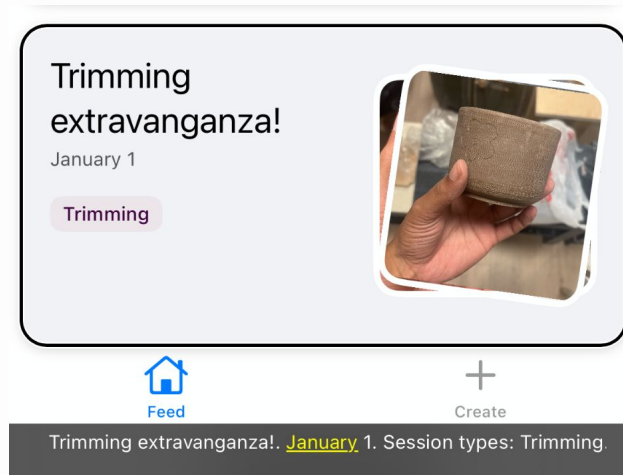 Trimming
extravanganza!
January 1
Trimming
Feed
Create
Trimming extravanganza!. January 1. Session types: Trimming.